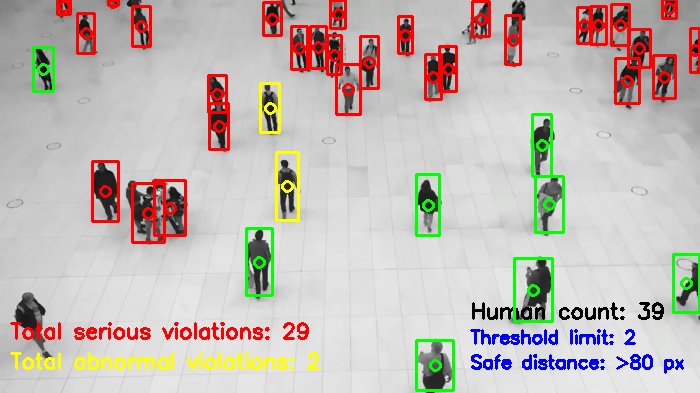 Human count: 39
Total serious violations: 29
Threshold limit: 2
Total abnormal violations: 2
Safe distance: >80 px